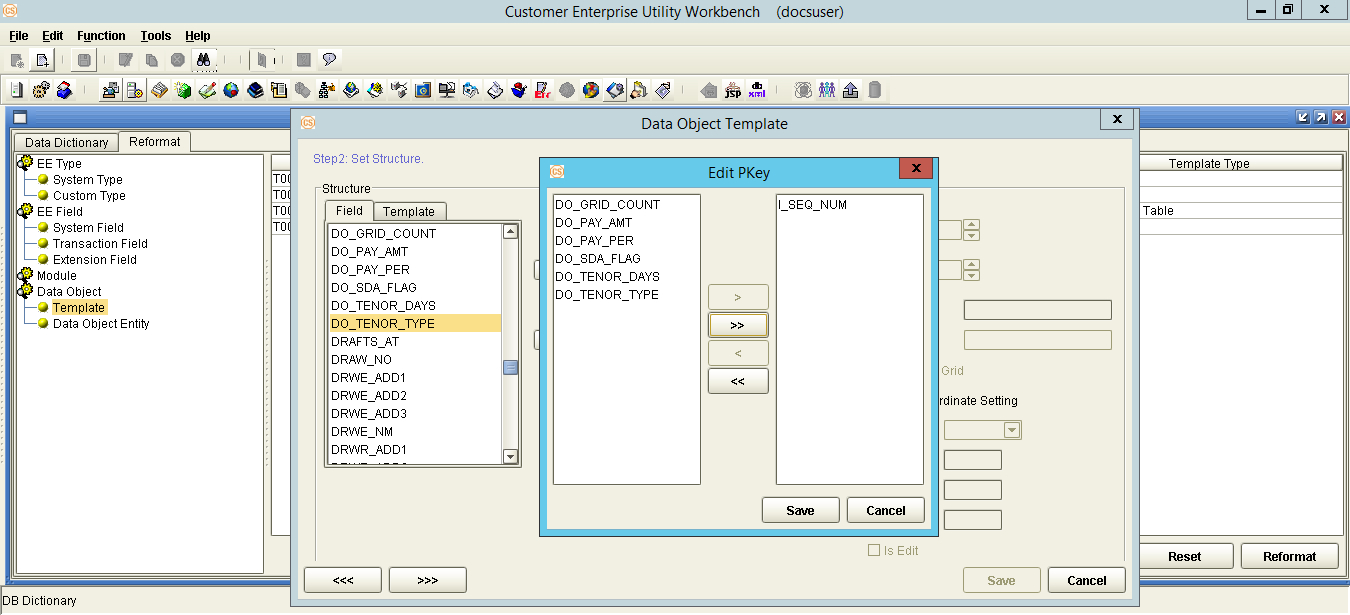 Customer Enterprise Utility Workbench (docsuser)
File Edit Function Tools Help
Data Dictionary Reformat
EE Type
System Type
Custom Type
EE Field
System Field
Transaction Field
Extension Field
Module
Data Object
Template
Data Object Entity
Template Type
Table
Data Object Template
Step2: Set Structure.
Structure
Field Template
DO_GRID_COUNT
DO_PAY_AMT
DO_PAY_PER
DO_SDA_FLAG
DO_TENOR_DAYS
DO_TENOR_TYPE
DRAFTS_AT
DRAW_NO
DRWE_ADD1
DRWE_ADD2
DRWE_ADD3
DRWE_NM
DRWR_ADD1
Edit PKey
DO_GRID_COUNT
DO_PAY_AMT
DO_PAY_PER
DO_SDA_FLAG
DO_TENOR_DAYS
DO_TENOR_TYPE
>
>>
<
<<
I_SEQ_NUM
Save Cancel
Grid
rdinate Setting
Is Edit
<<< >>> Save Cancel
Reset Reformat
DB Dictionary